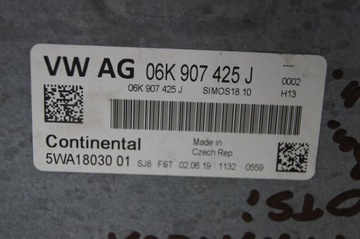 VW AG 06K 907 425 J
06K 907 425 J SIMOS18.10
0002
H13
Continental
5WA18030 01
Made in
Czech Rep
SJ8 FST 02.06.19 1132 0559